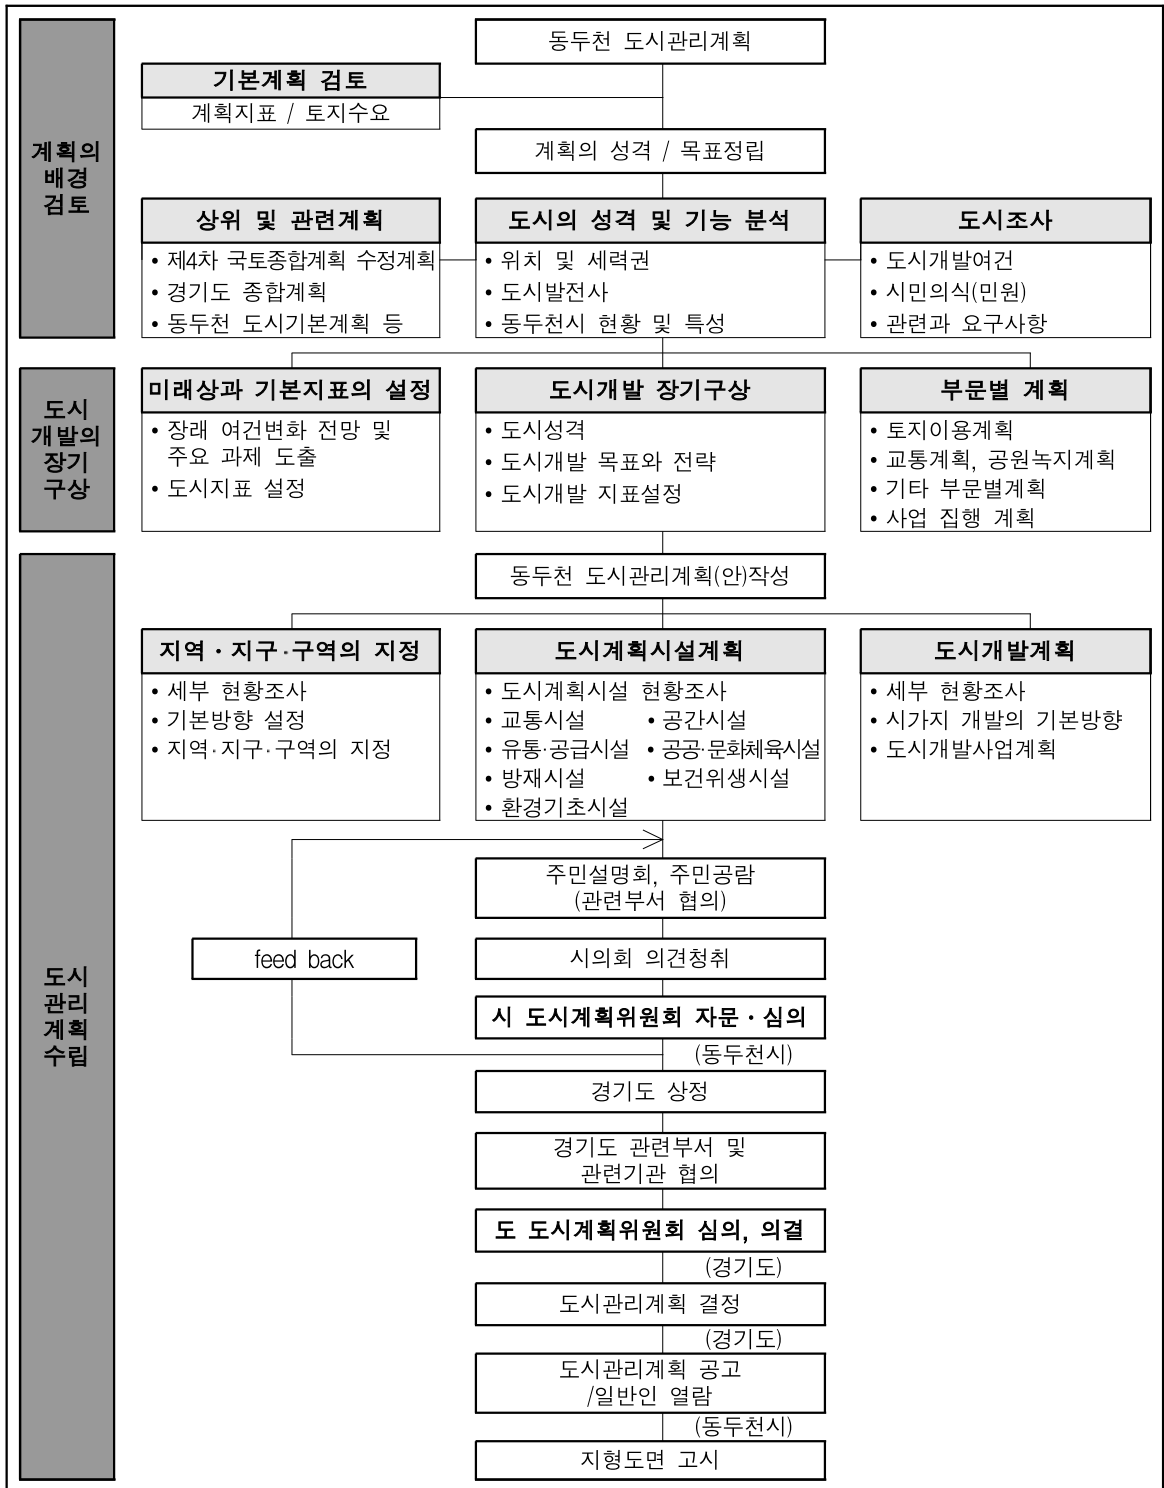 계획의
배경
검토
동두천 도시관리계획
기본계획 검토
계획지표 / 토지수요
계획의 성격 / 목표정립
상위 및 관련계획
• 제4차 국토종합계획 수정계획
• 경기도 종합계획
• 동두천 도시기본계획 등
도시의 성격 및 기능 분석
• 위치 및 세력권
• 도시발전사
• 동두천시 현황 및 특성
도시조사
• 도시개발여건
• 시민의식(민원)
• 관련과 요구사항
도시
개발의
장기
구상
미래상과 기본지표의 설정
• 장래 여건변화 전망 및
주요 과제 도출
• 도시지표 설정
도시개발 장기구상
• 도시성격
• 도시개발 목표와 전략
• 도시개발 지표설정
부문별 계획
• 토지이용계획
• 교통계획, 공원녹지계획
• 기타 부문별계획
• 사업 집행 계획
도시
관리
계획
수립
동두천 도시관리계획(안)작성
지역·지구·구역의 지정
• 세부 현황조사
• 기본방향 설정
• 지역·지구·구역의 지정
도시계획시설계획
• 도시계획시설 현황조사
• 교통시설 • 공간시설
• 유통·공급시설 • 공공·문화체육시설
• 방재시설 • 보건위생시설
• 환경기초시설
도시개발계획
• 세부 현황조사
• 시가지 개발의 기본방향
• 도시개발사업계획
주민설명회, 주민공람
(관련부서 협의)
feed back
시의회 의견청취
시 도시계획위원회 자문·심의
(동두천시)
경기도 상정
경기도 관련부서 및
관련기관 협의
도 도시계획위원회 심의, 의결
(경기도)
도시관리계획 결정
(경기도)
도시관리계획 공고
/일반인 열람
(동두천시)
지형도면 고시